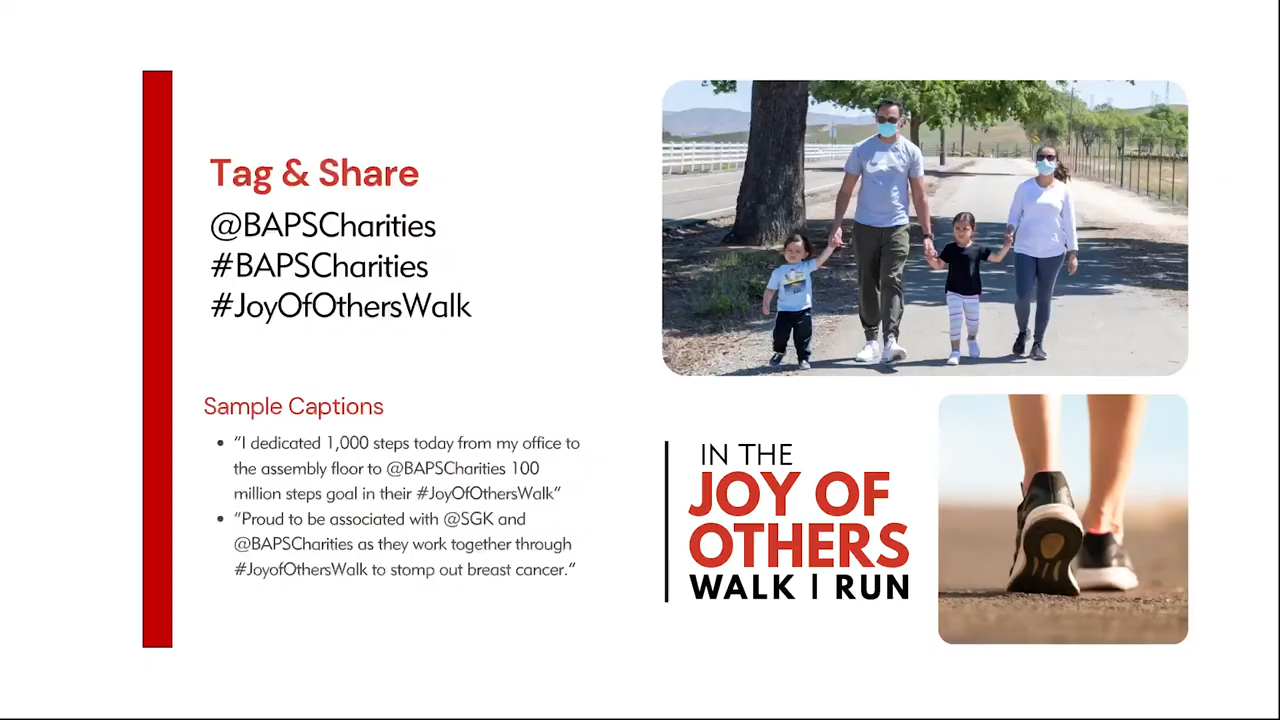 Tag & Share
@BAPSCharities
#BAPSCharities
#JoyOfOthersWalk
Sample Captions
• “I dedicated 1,000 steps today from my office to
the assembly floor to @BAPSCharities 100
million steps goal in their #JoyOfOthersWalk”
• “Proud to be associated with @SGK and
@BAPSCharities as they work together through
#JoyofOthersWalk to stomp out breast cancer.”
IN THE
JOY OF
OTHERS
WALK | RUN